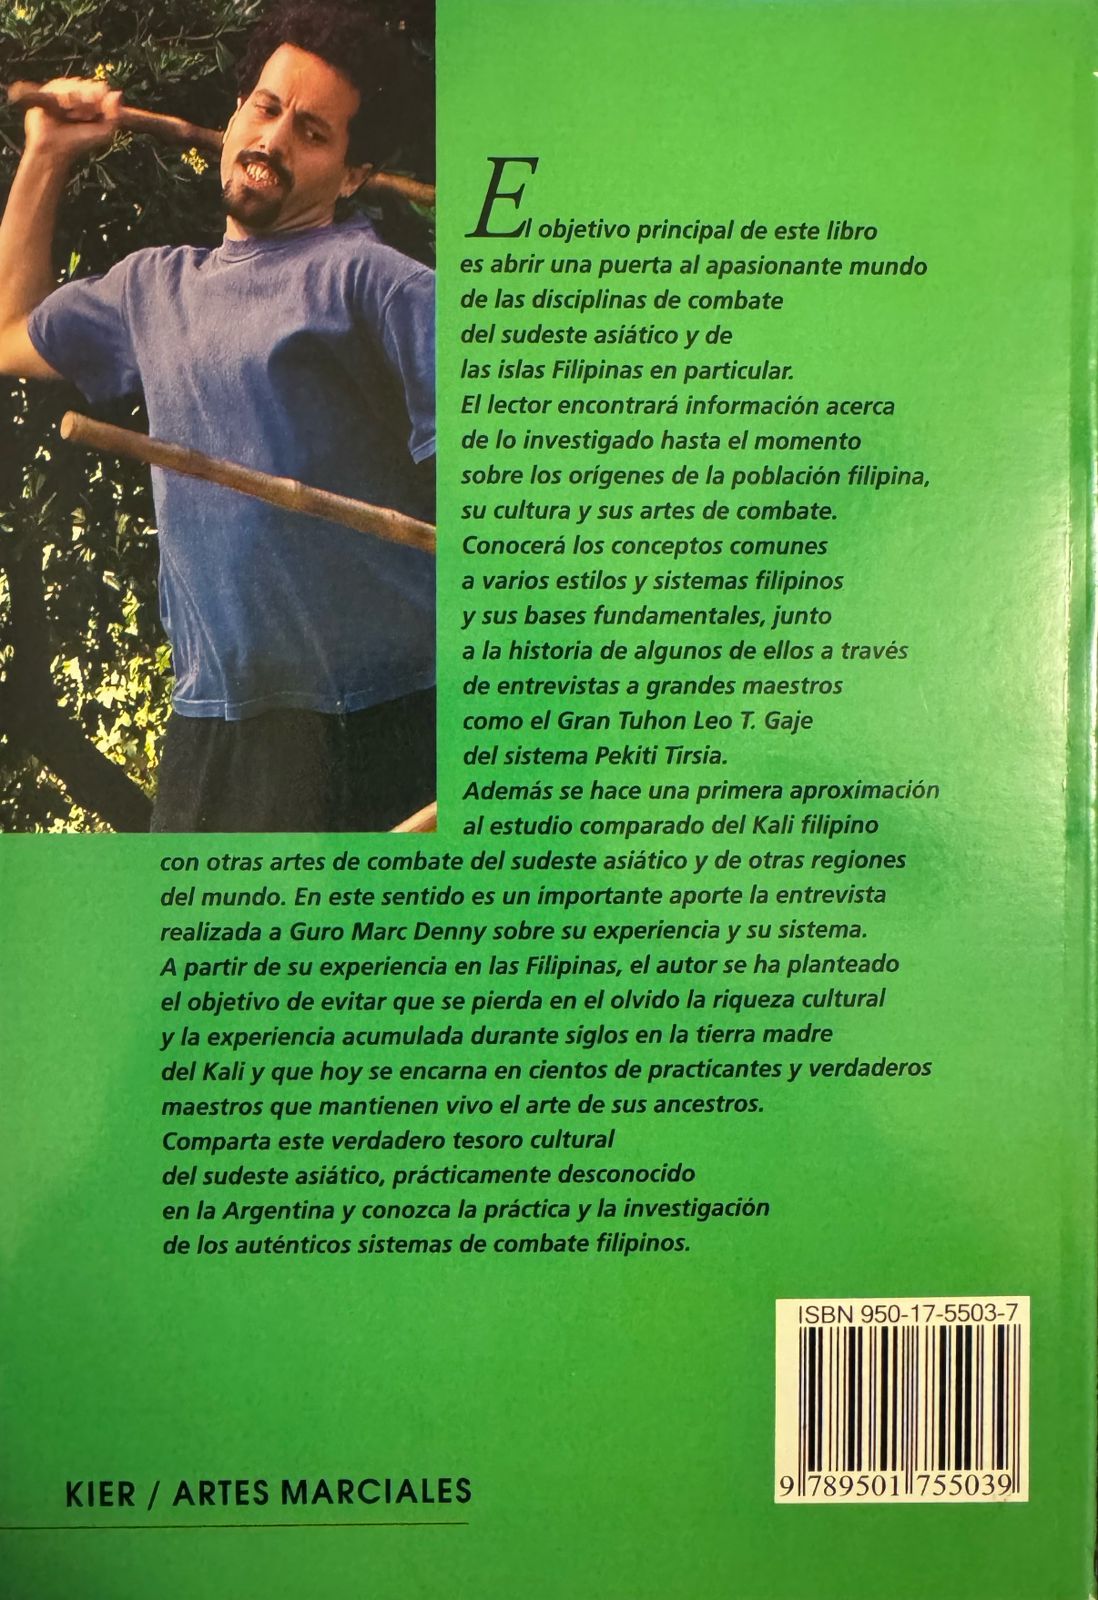 El objetivo principal de este libro
es abrir una puerta al apasionante mundo
de las disciplinas de combate
del sudeste asiático y de
las islas Filipinas en particular.
El lector encontrará información acerca
de lo investigado hasta el momento
sobre los orígenes de la población filipina,
su cultura y sus artes de combate.
Conocerá los conceptos comunes
a varios estilos y sistemas filipinos
y sus bases fundamentales, junto
a la historia de algunos de ellos a través
de entrevistas a grandes maestros
como el Gran Tuhon Leo T. Gaje
del sistema Pekiti Tirsia.
Además se hace una primera aproximación
al estudio comparado del Kali filipino
con otras artes de combate del sudeste asiático y de otras regiones
del mundo. En este sentido es un importante aporte la entrevista
realizada a Guro Marc Denny sobre su experiencia y su sistema.
A partir de su experiencia en las Filipinas, el autor se ha planteado
el objetivo de evitar que se pierda en el olvido la riqueza cultural
y la experiencia acumulada durante siglos en la tierra madre
del Kali y que hoy se encarna en cientos de practicantes y verdaderos
maestros que mantienen vivo el arte de sus ancestros.
Comparta este verdadero tesoro cultural
del sudeste asiático, prácticamente desconocido
en la Argentina y conozca la práctica y la investigación
de los auténticos sistemas de combate filipinos.
ISBN 950-17-5503-7
9 789501 755039
KIER / ARTES MARCIALES